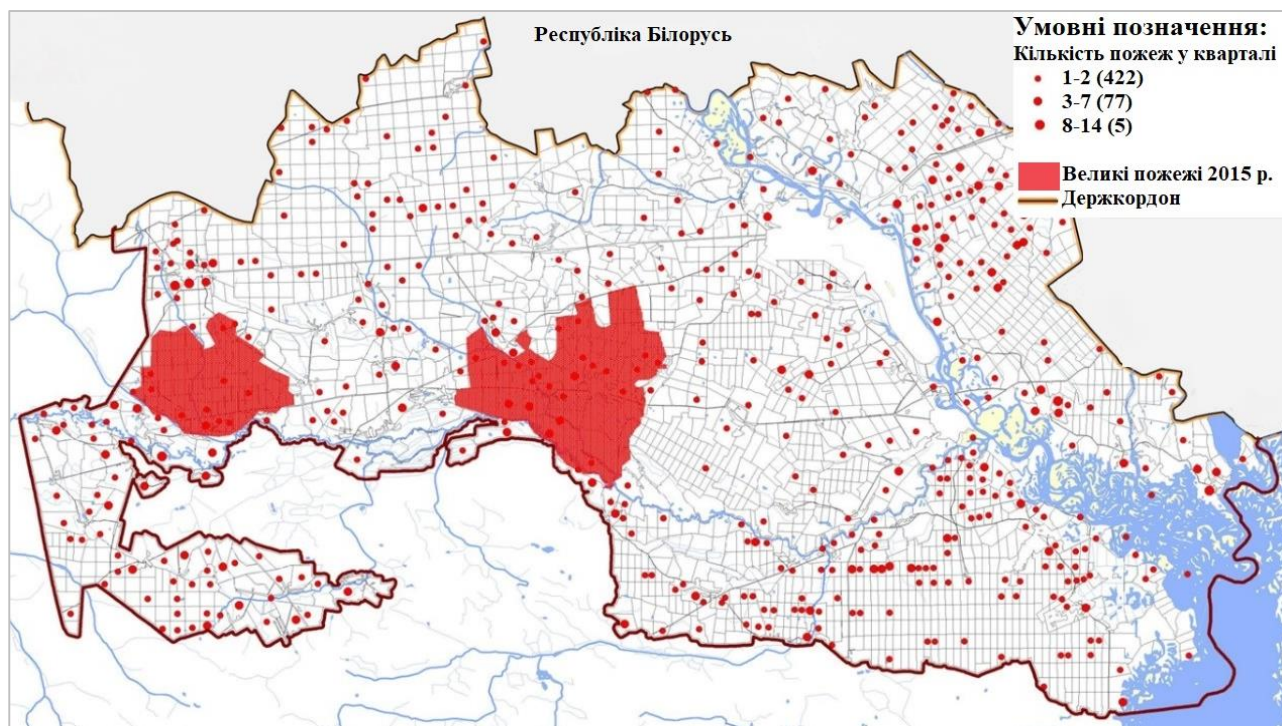 Республіка Білорусь
Умовні позначення:
Кількість пожеж у кварталі
1-2 (422)
3-7 (77)
8-14 (5)
Великі пожежі 2015 р.
Держкордон